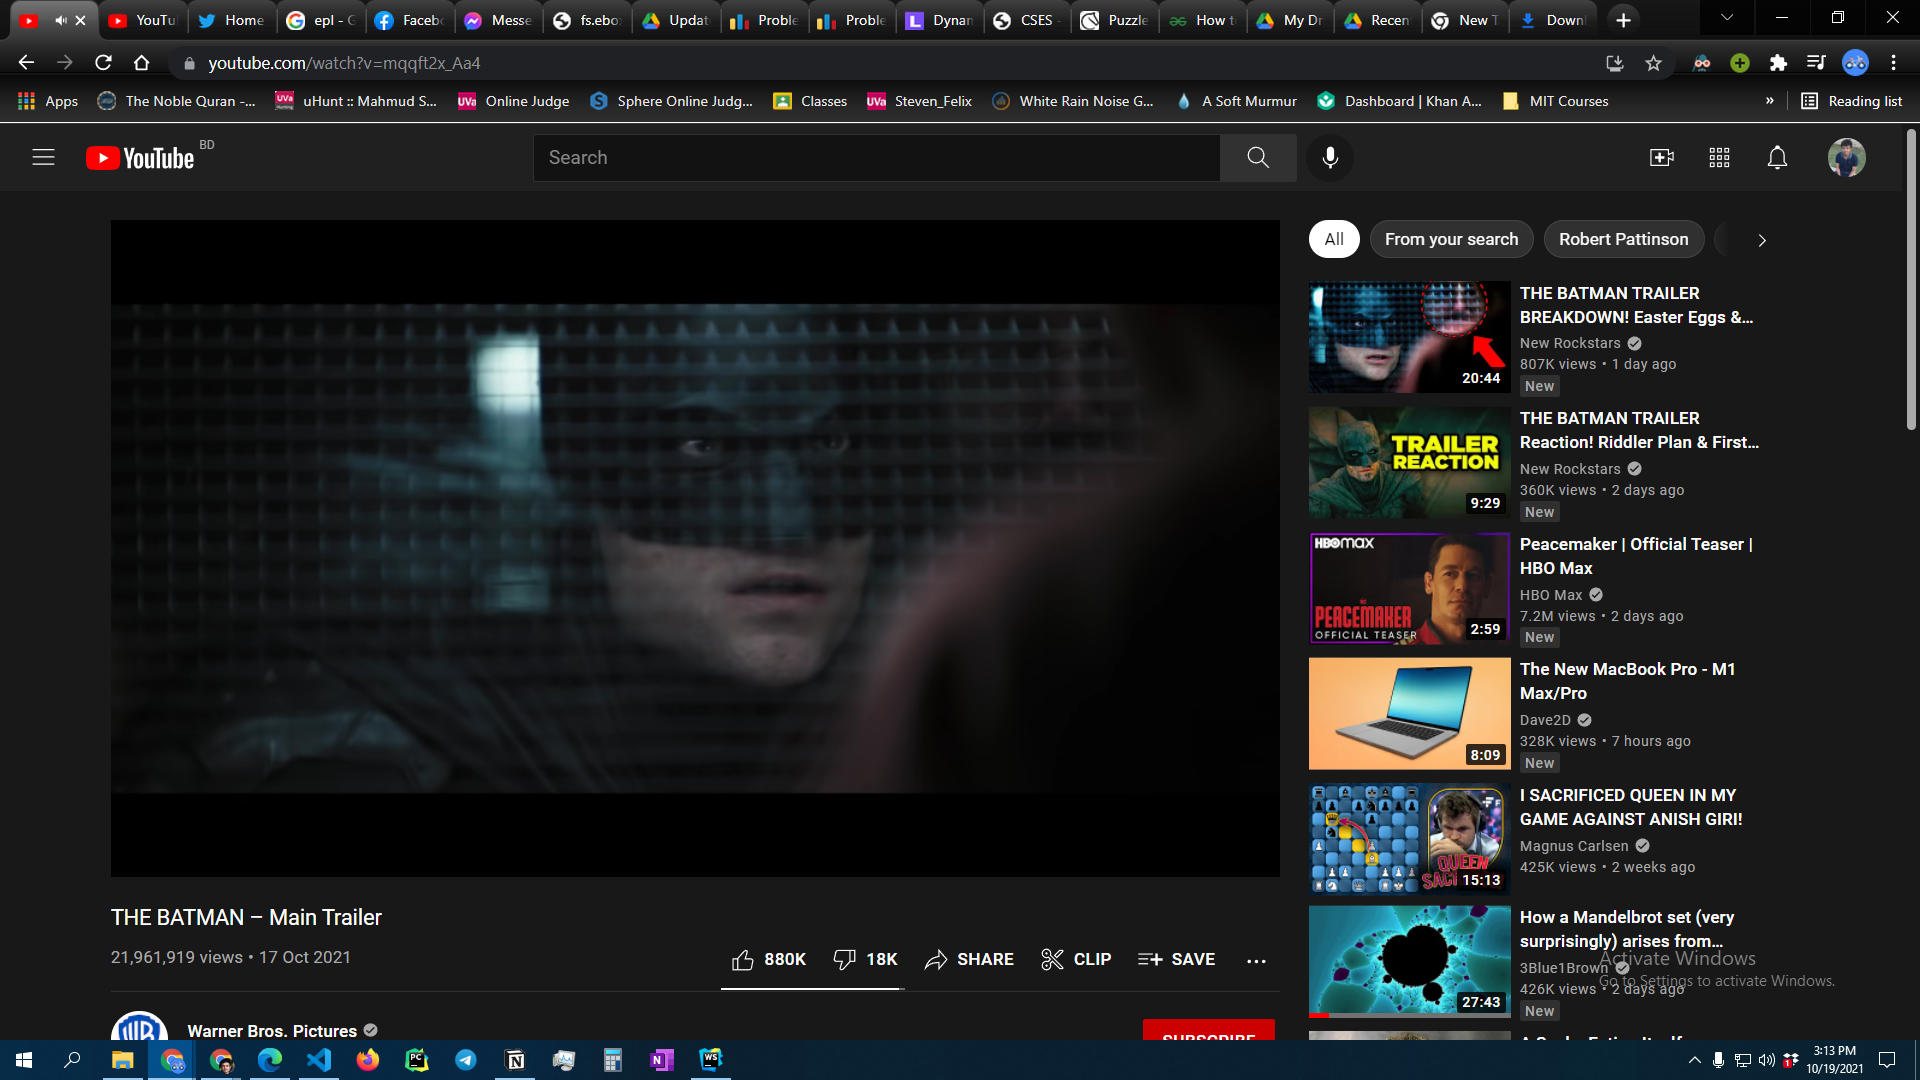 YouTu
Home
epl - G
Facebo
Messe
fs.ebo
Updat
Proble
Proble
Dynan
CSES -
Puzzle
How to
My Dr
Recen
New T
Downl
youtube.com/watch?v=mqqft2x_Aa4
Apps
The Noble Quran -...
uHunt :: Mahmud S...
Online Judge
Sphere Online Judg...
Classes
Steven_Felix
White Rain Noise G...
A Soft Murmur
Dashboard | Khan A...
MIT Courses
»
Reading list
YouTube BD
Search
All
From your search
Robert Pattinson
THE BATMAN TRAILER
BREAKDOWN! Easter Eggs &...
New Rockstars
807K views • 1 day ago
New
20:44
THE BATMAN TRAILER
Reaction! Riddler Plan & First...
New Rockstars
360K views • 2 days ago
New
TRAILER
REACTION
9:29
Peacemaker | Official Teaser |
HBO Max
HBO Max
7.2M views • 2 days ago
New
HBOmax
PEACEMAKER
OFFICIAL TEASER
2:59
The New MacBook Pro - M1
Max/Pro
Dave2D
328K views • 7 hours ago
New
8:09
I SACRIFICED QUEEN IN MY
GAME AGAINST ANISH GIRI!
Magnus Carlsen
425K views • 2 weeks ago
QUEEN
15:13
How a Mandelbrot set (very
surprisingly) arises from...
3Blue1Brown
426K views • 2 days ago
New
27:43
Activate Windows
Go to Settings to activate Windows.
THE BATMAN – Main Trailer
21,961,919 views • 17 Oct 2021
880K
18K
SHARE
CLIP
SAVE
Warner Bros. Pictures
SUBSCRIBE
3:13 PM
10/19/2021